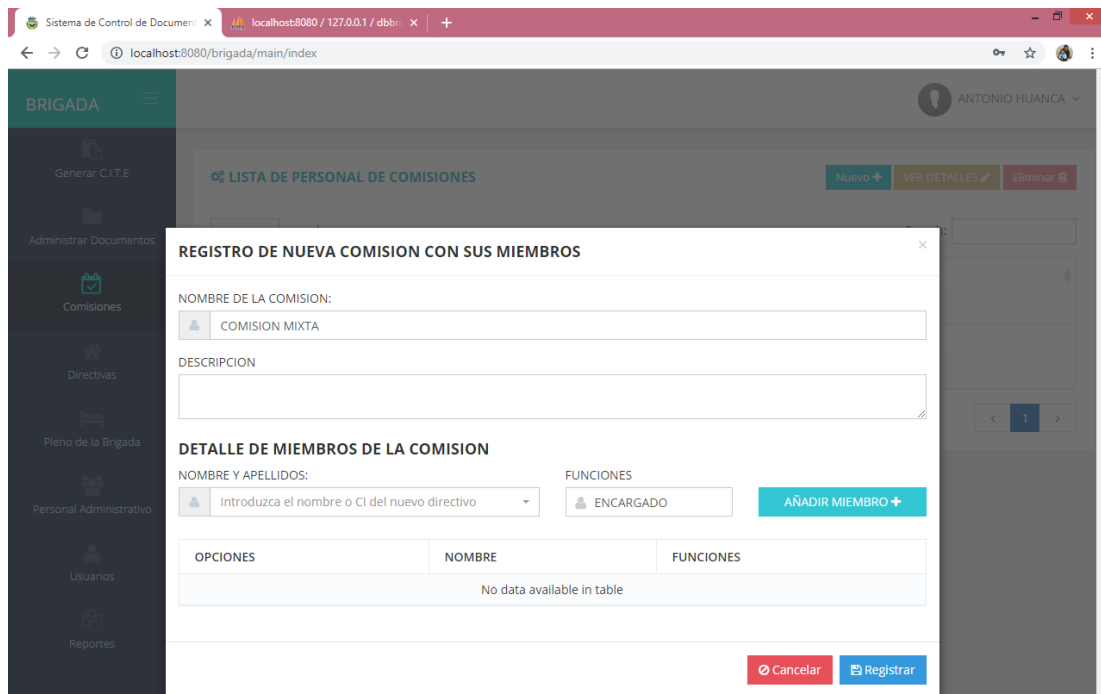 Sistema de Control de Document
localhost:8080 / 127.0.0.1 / dbbri
localhost:8080/brigada/main/index
BRIGADA
ANTONIO HUANCA
Generar C.I.T.E
LISTA DE PERSONAL DE COMISIONES
Nuevo
VER DETALLES
Eliminar
Administrar Documentos
REGISTRO DE NUEVA COMISION CON SUS MIEMBROS
Comisiones
NOMBRE DE LA COMISION:
COMISION MIXTA
Directivas
DESCRIPCION
1
Pleno de la Brigada
DETALLE DE MIEMBROS DE LA COMISION
NOMBRE Y APELLIDOS:
FUNCIONES
Introduzca el nombre o CI del nuevo directivo
ENCARGADO
AÑADIR MIEMBRO
Personal Administrativo
OPCIONES
NOMBRE
FUNCIONES
Usuarios
No data available in table
Reportes
Cancelar
Registrar